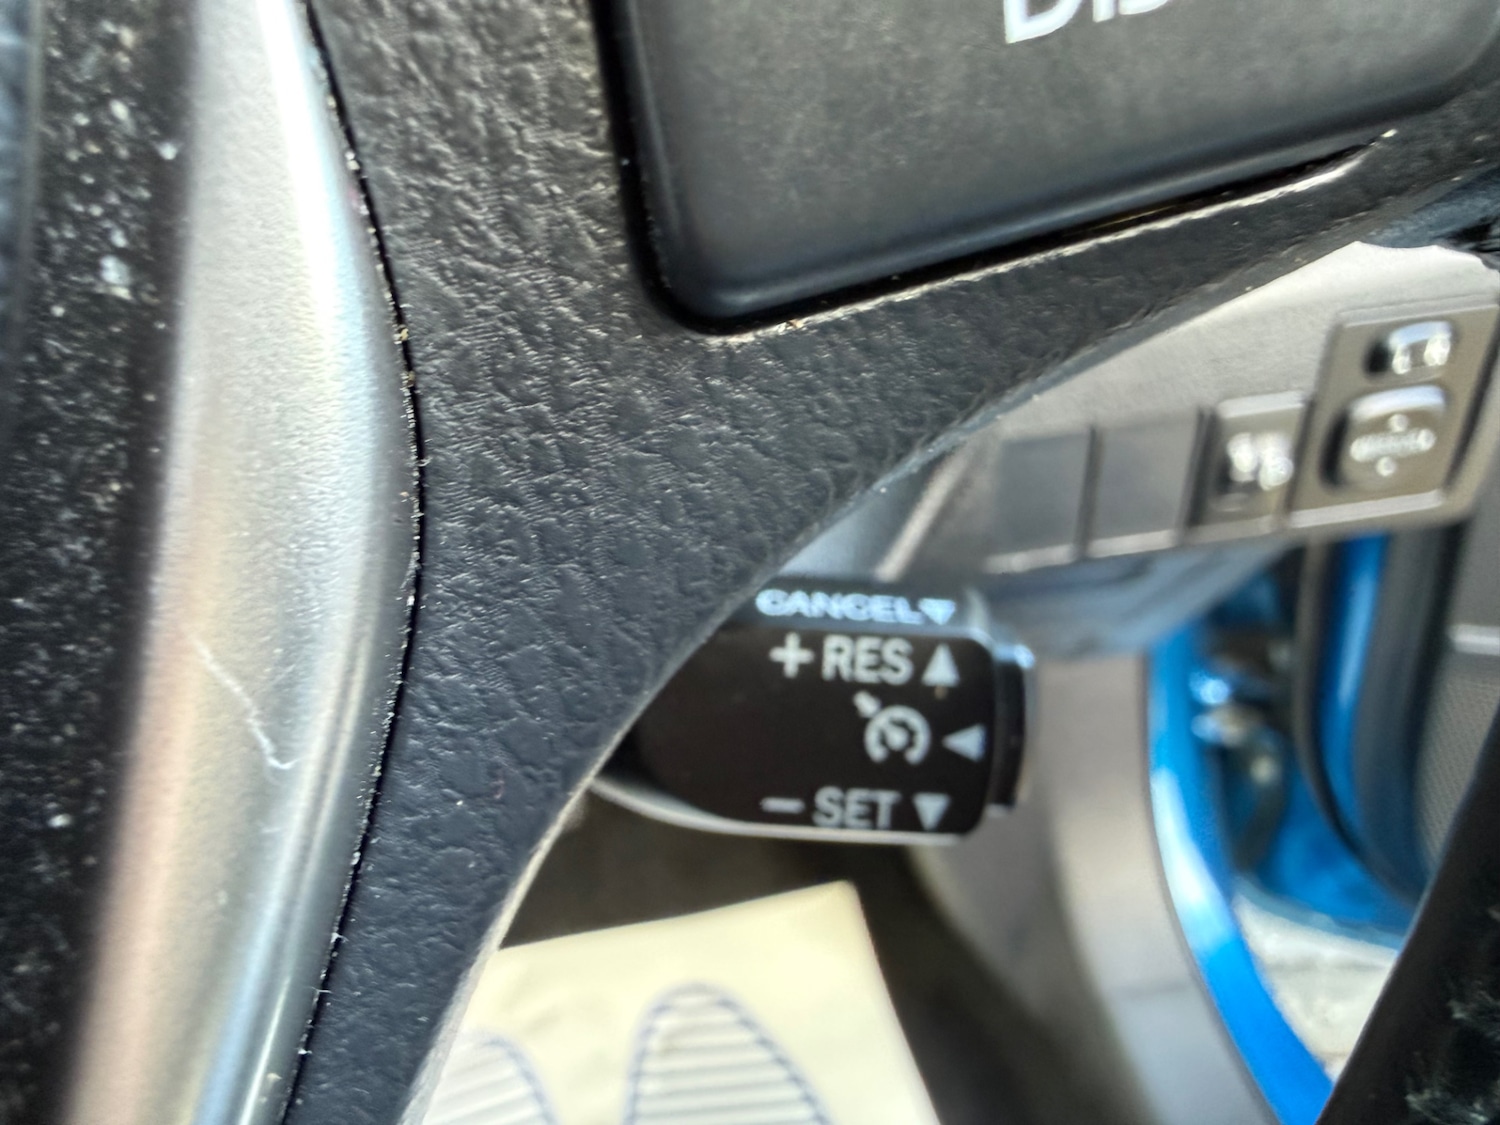 CANCEL
+ RES
- SET